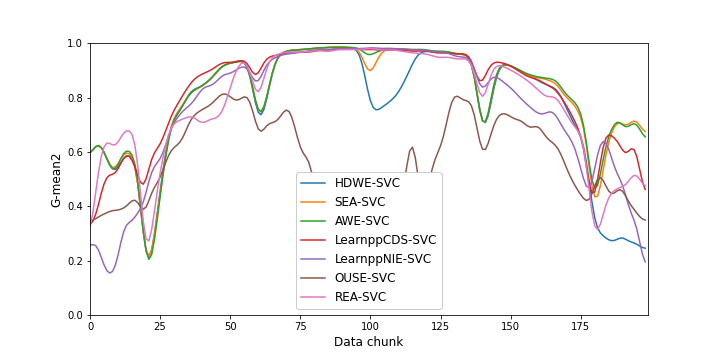 1.0
0.8
0.6
0.4
0.2
0.0
G-mean2
HDWE-SVC
SEA-SVC
AWE-SVC
LearnppCDS-SVC
LearnppNIE-SVC
OUSE-SVC
REA-SVC
0 25 50 75 100 125 150 175
Data chunk